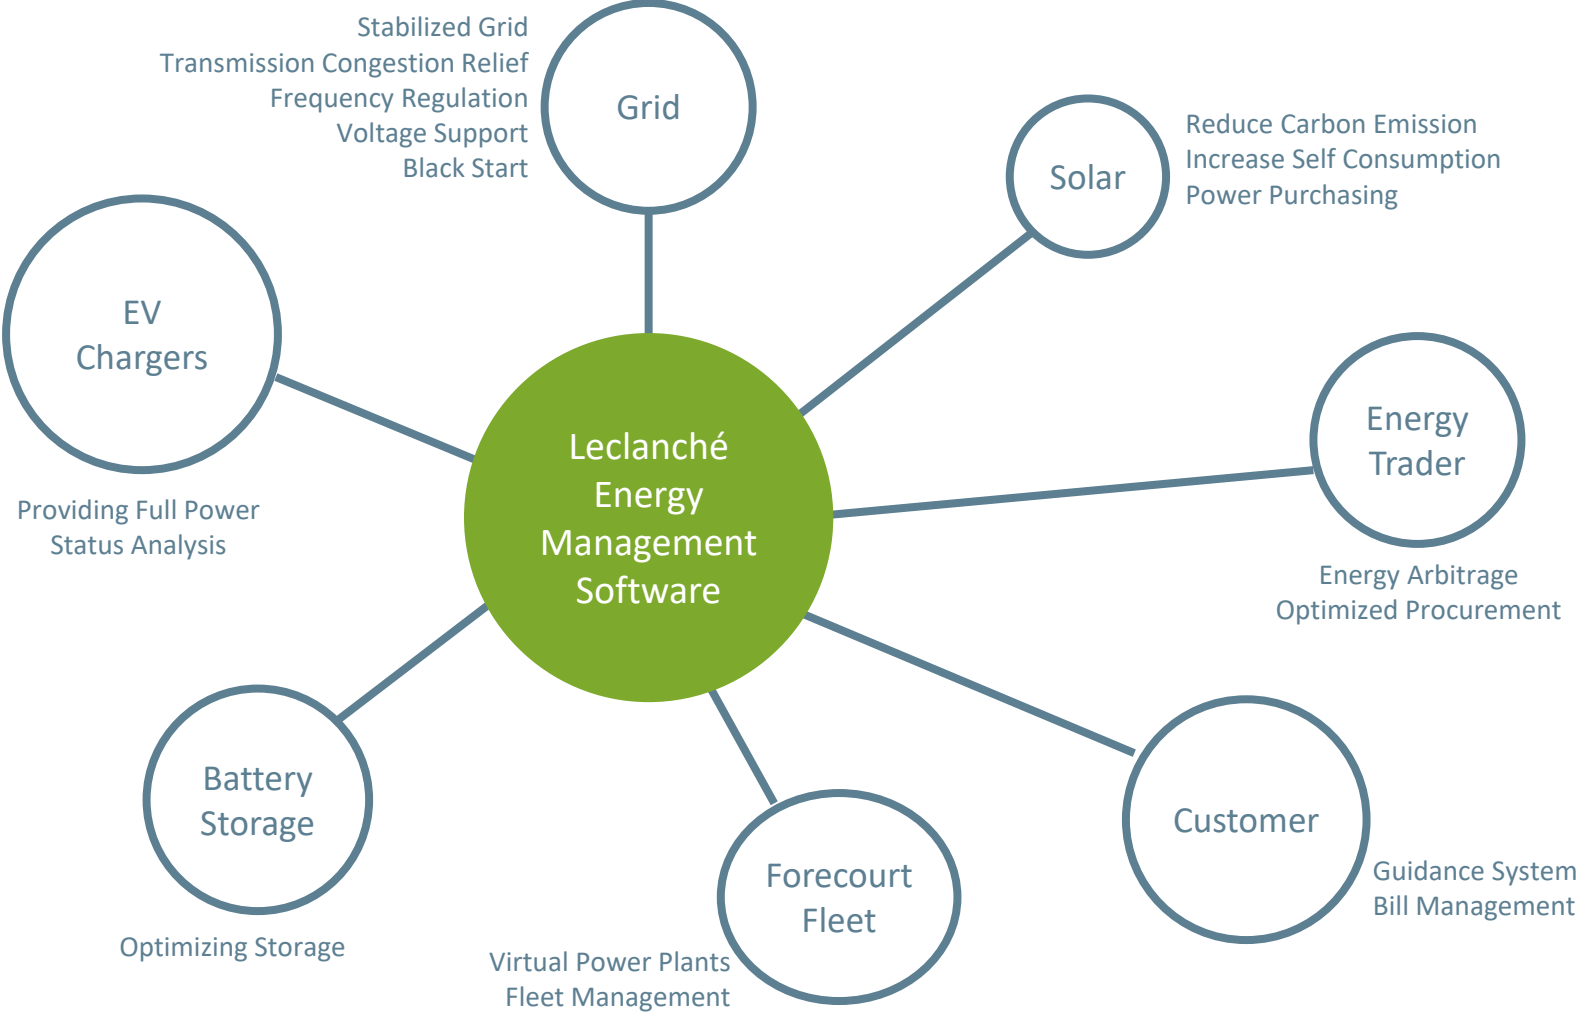 Stabilized Grid
Transmission Congestion Relief
Frequency Regulation
Voltage Support
Black Start
Grid
Solar
Reduce Carbon Emission
Increase Self Consumption
Power Purchasing
EV
Chargers
Providing Full Power
Status Analysis
Leclanché
Energy
Management
Software
Energy
Trader
Energy Arbitrage
Optimized Procurement
Battery
Storage
Optimizing Storage
Forecourt
Fleet
Virtual Power Plants
Fleet Management
Customer
Guidance System
Bill Management